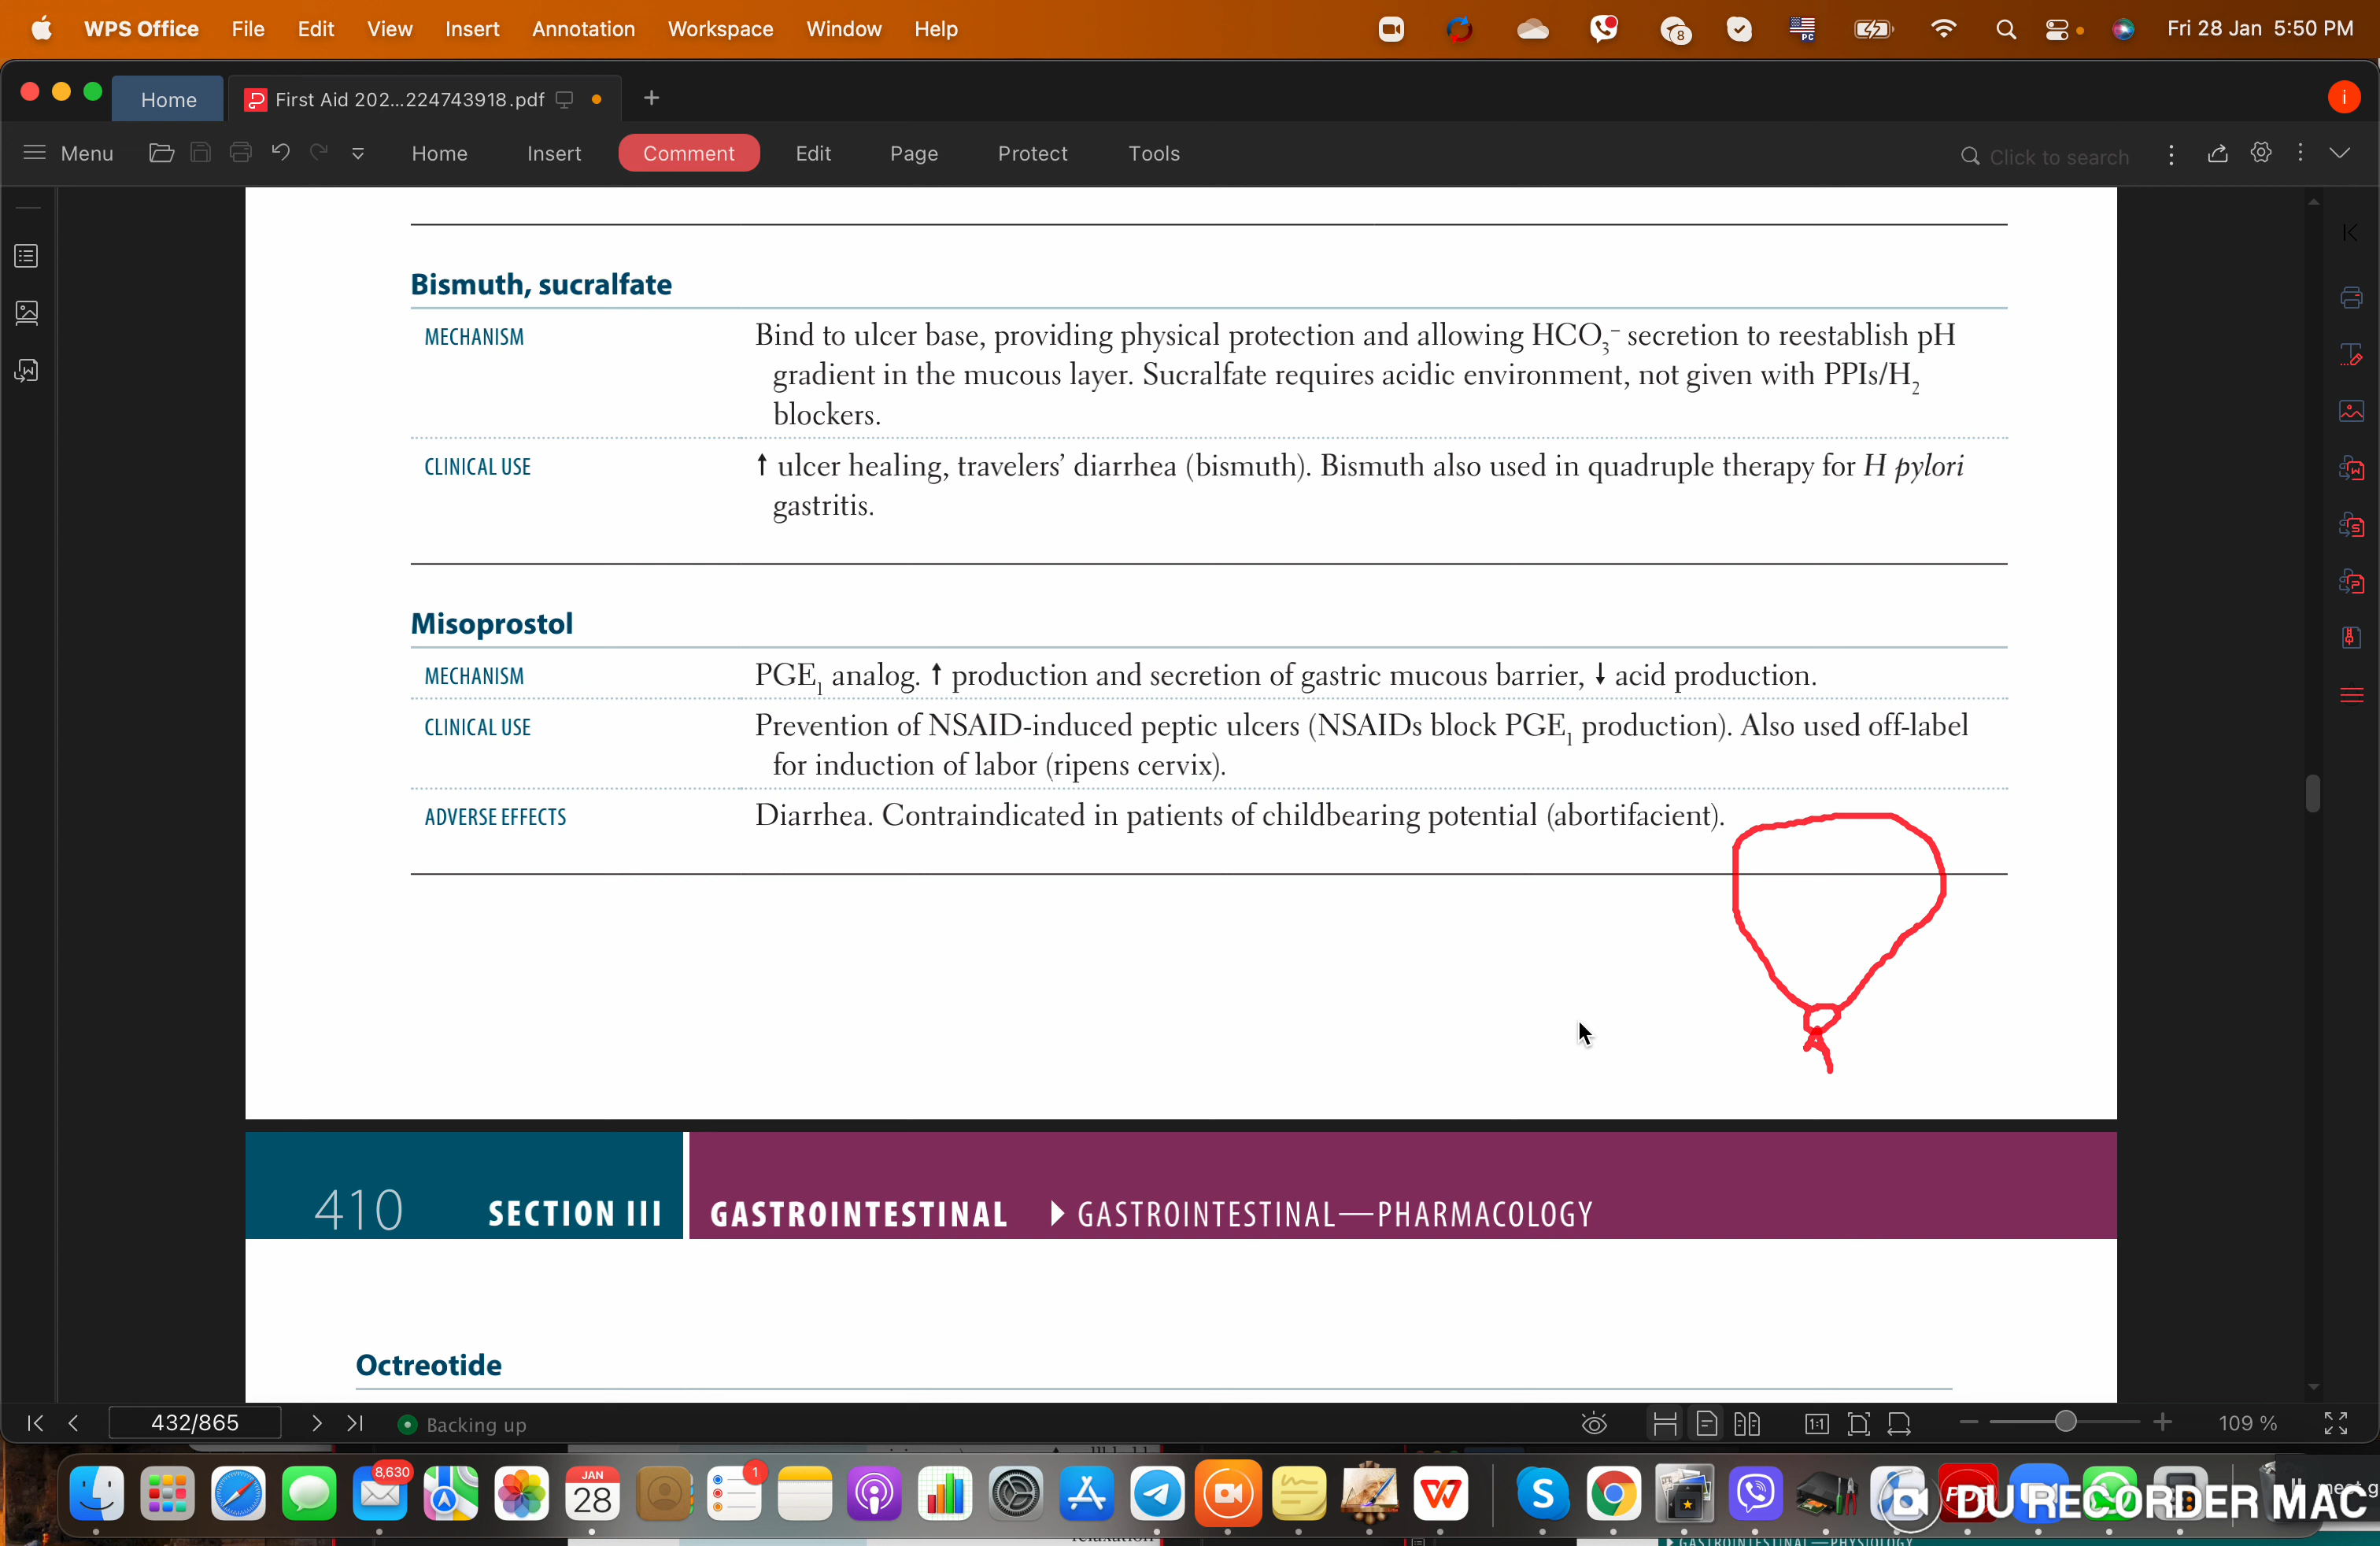 WPS Office File Edit View Insert Annotation Workspace Window Help 8 PC Fri 28 Jan 5:50 PM
Home First Aid 202...224743918.pdf + i
Menu Home Insert Comment Edit Page Protect Tools Click to search
Bismuth, sucralfate
MECHANISM Bind to ulcer base, providing physical protection and allowing HCO₃⁻ secretion to reestablish pH
gradient in the mucous layer. Sucralfate requires acidic environment, not given with PPIs/H₂
blockers.
CLINICAL USE ↑ ulcer healing, travelers’ diarrhea (bismuth). Bismuth also used in quadruple therapy for H pylori
gastritis.
Misoprostol
MECHANISM PGE₁ analog. ↑ production and secretion of gastric mucous barrier, ↓ acid production.
CLINICAL USE Prevention of NSAID-induced peptic ulcers (NSAIDs block PGE₁ production). Also used off-label
for induction of labor (ripens cervix).
ADVERSE EFFECTS Diarrhea. Contraindicated in patients of childbearing potential (abortifacient).
410 SECTION III GASTROINTESTINAL ▶ GASTROINTESTINAL—PHARMACOLOGY
Octreotide
432/865 Backing up 1:1 109 %
8,630 JAN 28 1
DU RECORDER MAC
GASTROINTESTINAL—PHYSIOLOGY